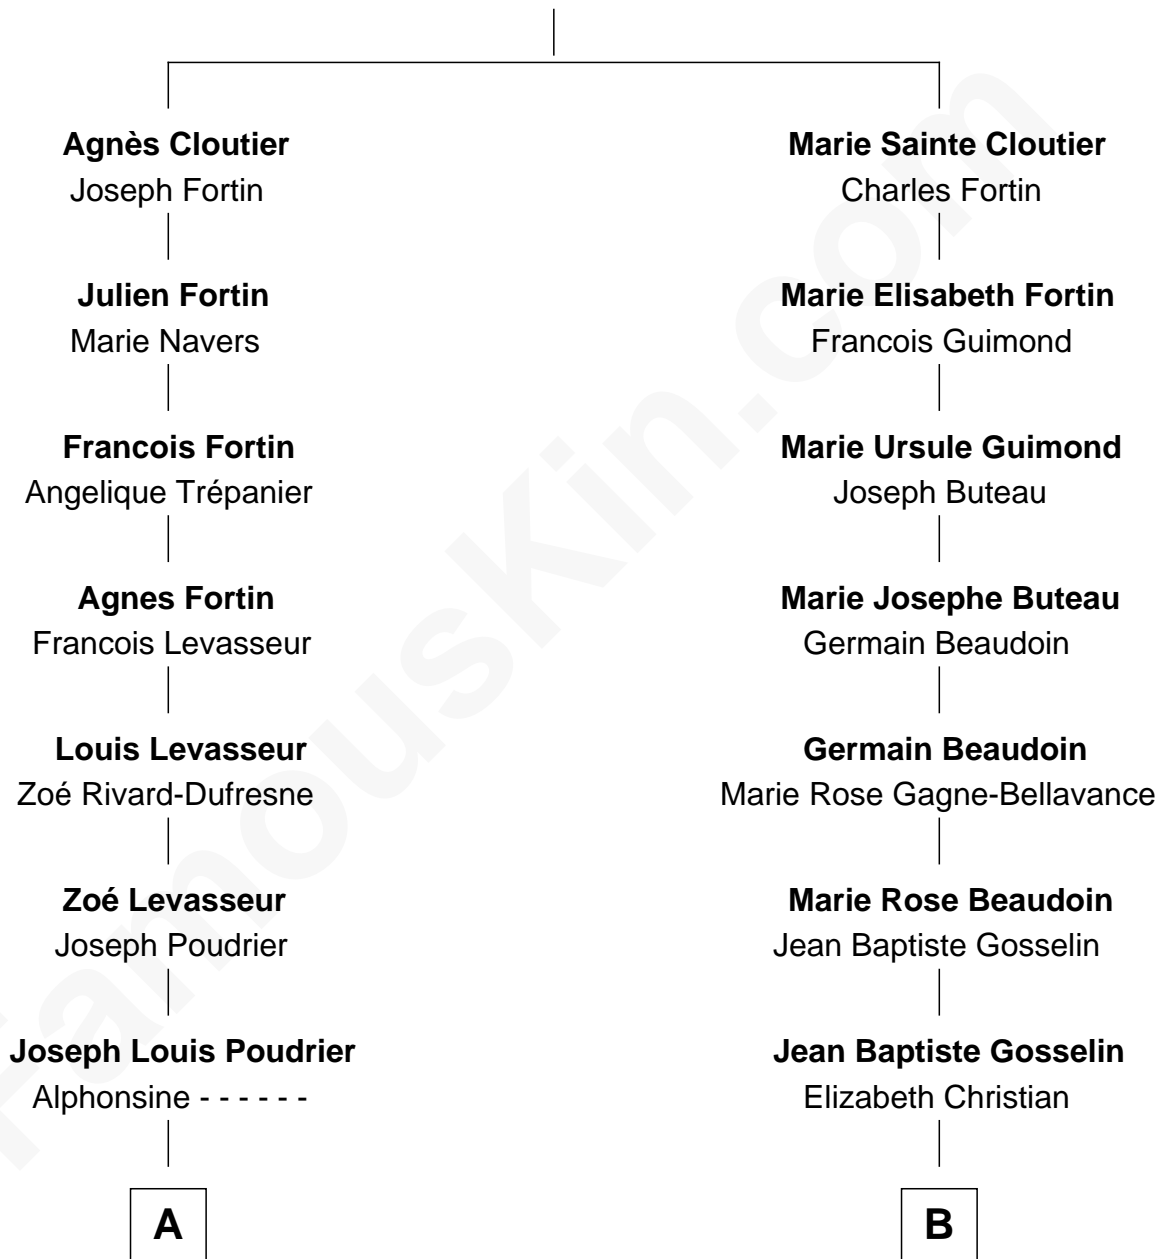 Agnès Cloutier
Joseph Fortin
Julien Fortin
Marie Navers
Francois Fortin
Angelique Trépanier
Agnes Fortin
Francois Levasseur
Louis Levasseur
Zoé Rivard-Dufresne
Zoé Levasseur
Joseph Poudrier
Joseph Louis Poudrier
Alphonsine - - - - - -
A
Marie Sainte Cloutier
Charles Fortin
Marie Elisabeth Fortin
Francois Guimond
Marie Ursule Guimond
Joseph Buteau
Marie Josephe Buteau
Germain Beaudoin
Germain Beaudoin
Marie Rose Gagne-Bellavance
Marie Rose Beaudoin
Jean Baptiste Gosselin
Jean Baptiste Gosselin
Elizabeth Christian
B
FamousKin.com